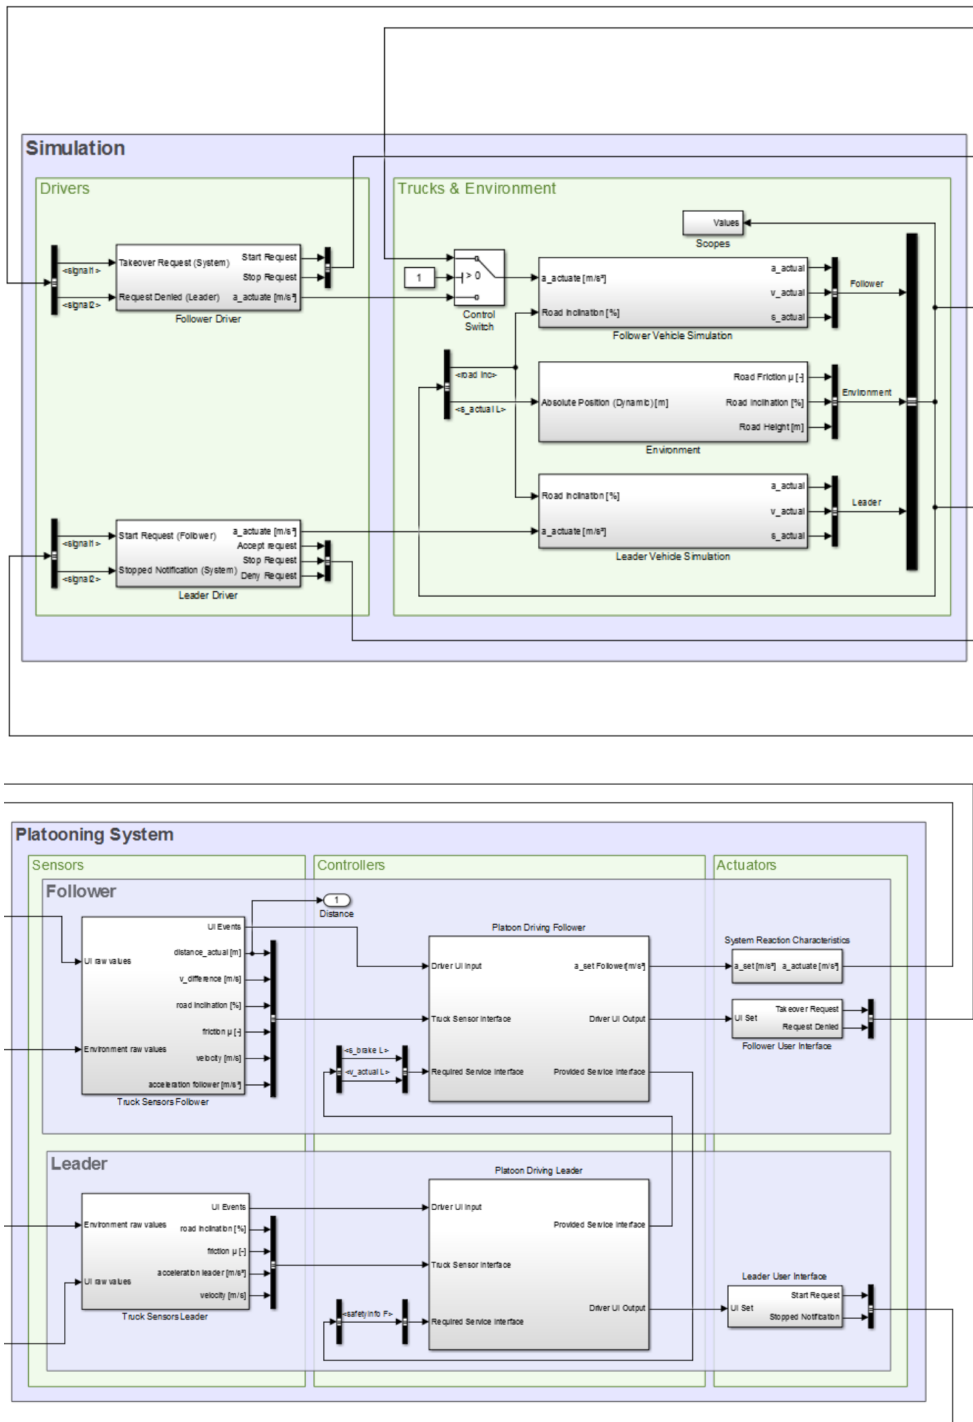 Simulation
Drivers
Trucks & Environment
Values
Scopes
<signal1>
Takeover Request (System)
Start Request
Stop Request
<signal2>
Request Denied (Leader)
a_actuate [m/s²]
Follower Driver
1
> 0
Control
Switch
a_actuate [m/s²]
Road Inclination [%]
a_actual
v_actual
s_actual
Follower
Follower Vehicle Simulation
<road inc>
<s_actual L>
Absolute Position (Dynamic) [m]
Road Friction µ [-]
Road Inclination [%]
Road Height [m]
Environment
Environment
Road Inclination [%]
a_actuate [m/s²]
a_actual
v_actual
s_actual
Leader
Leader Vehicle Simulation
<signal1>
Start Request (Follower)
a_actuate [m/s²]
Accept request
Stop Request
<signal2>
Stopped Notification (System)
Deny Request
Leader Driver
Platooning System
Sensors
Controllers
Actuators
Follower
1
Distance
UI Events
distance_actual [m]
UI raw values
v_difference [m/s]
road inclination [%]
friction µ [-]
Environment raw values
velocity [m/s]
acceleration follower [m/s²]
Truck Sensors Follower
Platoon Driving Follower
Driver UI Input
a_set Follower[m/s²]
Truck Sensor Interface
Driver UI Output
<s_brake L>
<v_actual L>
Required Service Interface
Provided Service Interface
System Reaction Characteristics
a_set [m/s²]
a_actuate [m/s²]
UI Set
Takeover Request
Request Denied
Follower User Interface
Leader
UI Events
Environment raw values
road inclination [%]
friction µ [-]
acceleration leader [m/s²]
UI raw values
velocity [m/s]
Truck Sensors Leader
Platoon Driving Leader
Driver UI Input
Provided Service Interface
Truck Sensor Interface
Driver UI Output
<safetyInfo F>
Required Service Interface
Leader User Interface
Start Request
UI Set
Stopped Notification